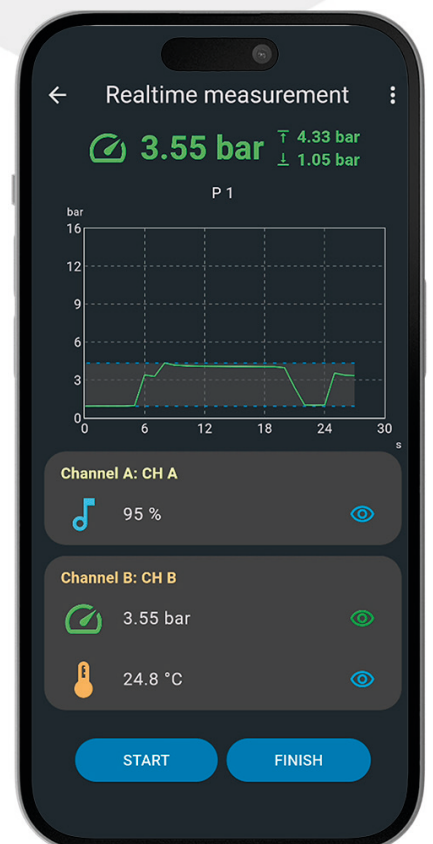 Realtime measurement
3.55 bar
4.33 bar
1.05 bar
P 1
bar
16
12
9
6
3
0
0 6 12 18 24 30
s
Channel A: CH A
95 %
Channel B: CH B
3.55 bar
24.8 °C
START FINISH